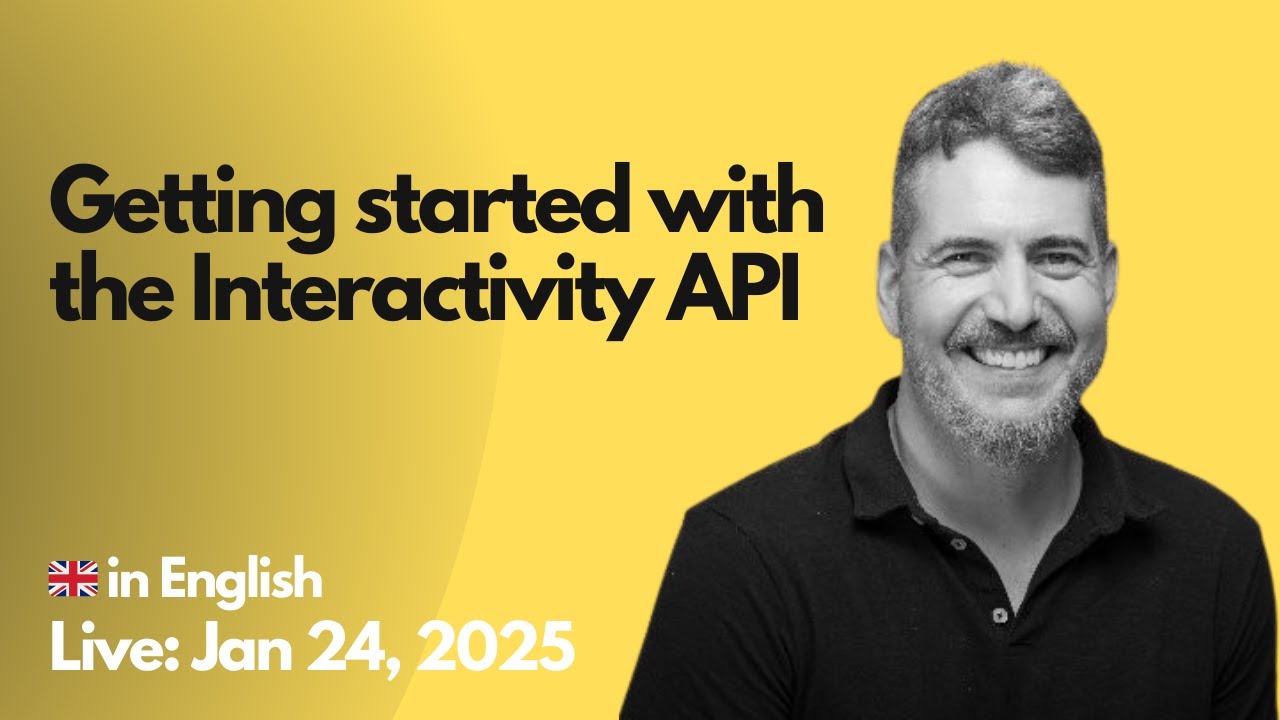 Getting started with
the Interactivity API
in English
Live: Jan 24, 2025